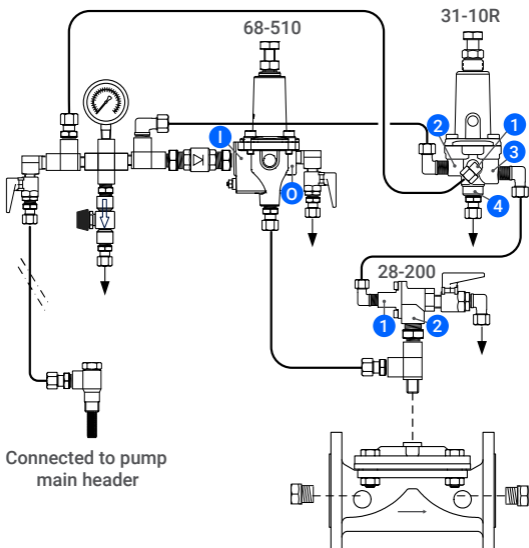 68-510
31-10R
I
O
2
1
3
4
28-200
1
2
Connected to pump
main header